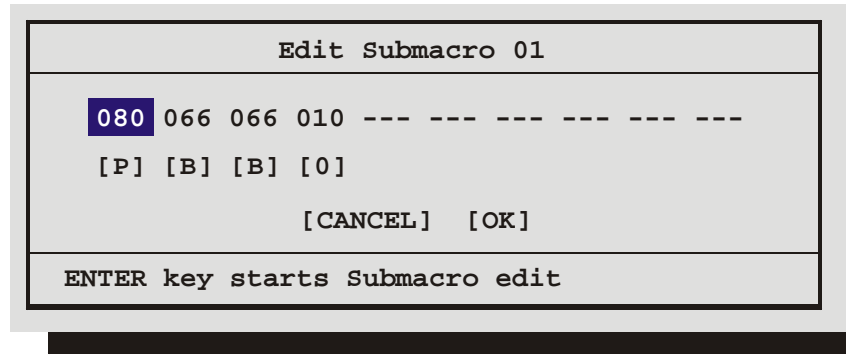 Edit Submacro 01
080 066 066 010 --- --- --- --- --- ---
[P] [B] [B] [0]
[CANCEL] [OK]
ENTER key starts Submacro edit